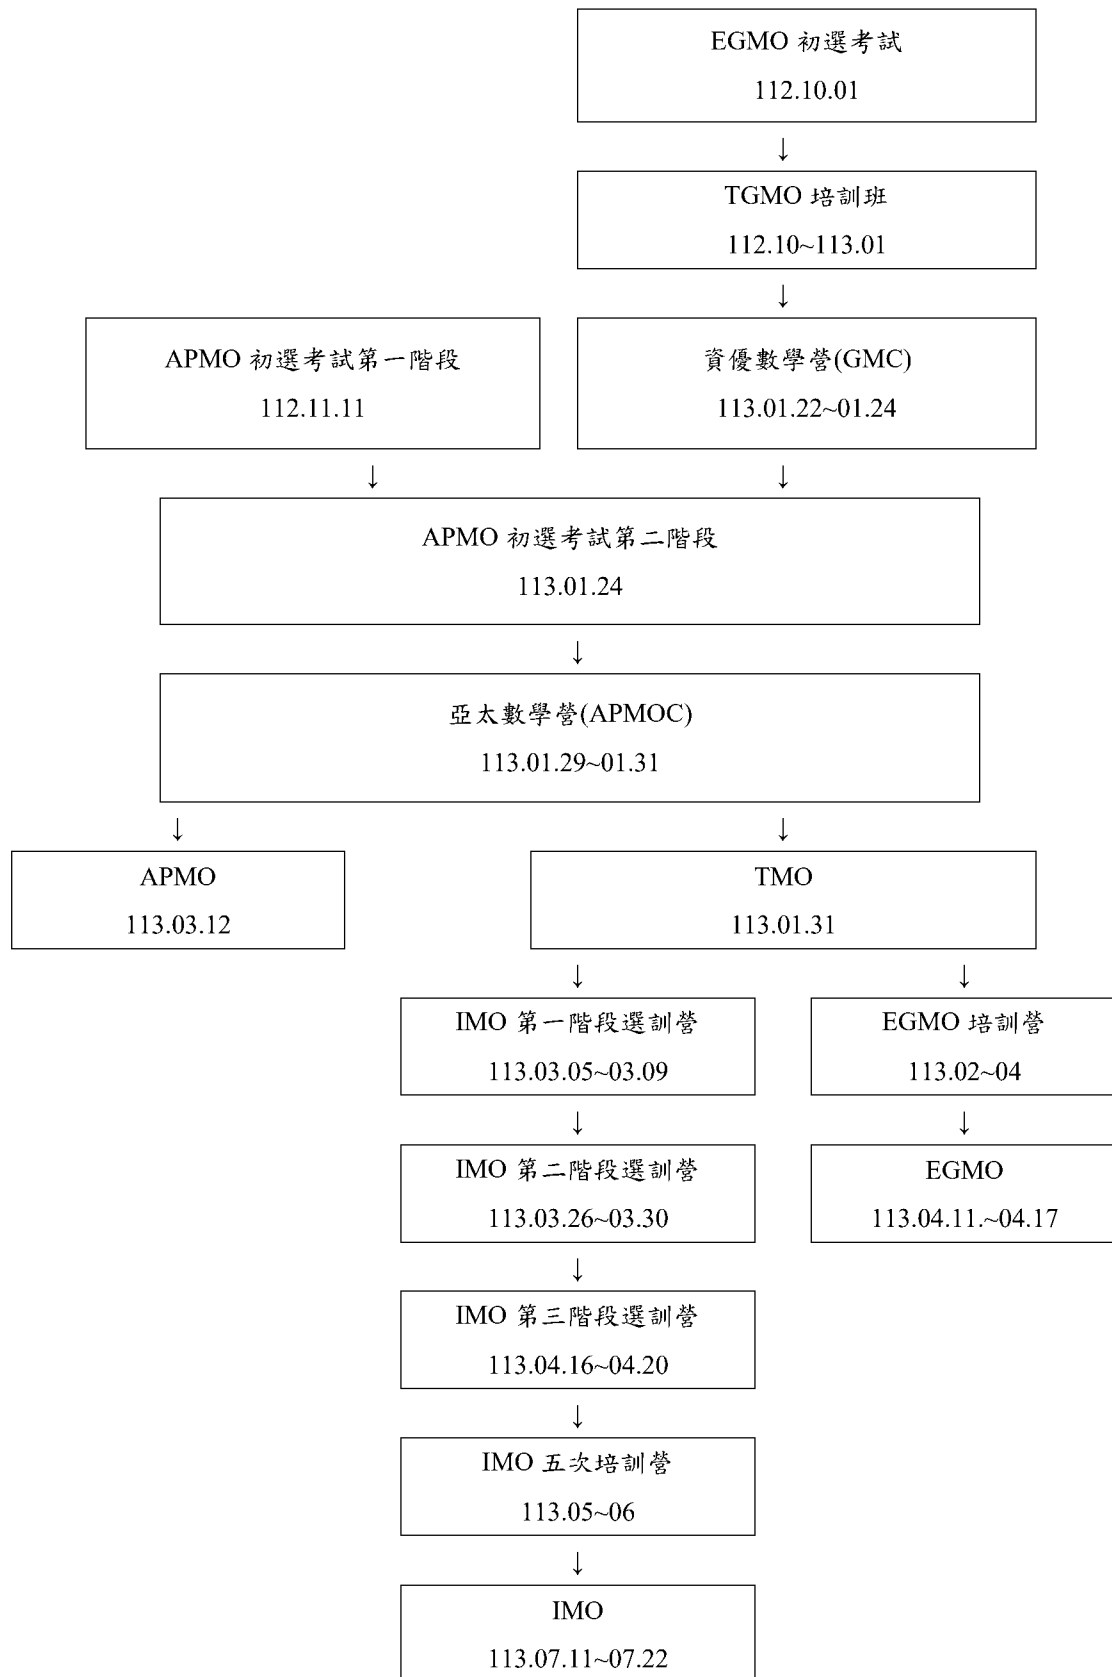 EGMO 初選考試
112.10.01
↓
TGMO 培訓班
112.10~113.01
↓
APMO 初選考試第一階段
112.11.11
資優數學營(GMC)
113.01.22~01.24
↓ ↓
APMO 初選考試第二階段
113.01.24
↓
亞太數學營(APMOC)
113.01.29~01.31
↓ ↓
APMO
113.03.12
TMO
113.01.31
↓ ↓
IMO 第一階段選訓營
113.03.05~03.09
EGMO 培訓營
113.02~04
↓ ↓
IMO 第二階段選訓營
113.03.26~03.30
EGMO
113.04.11.~04.17
↓
IMO 第三階段選訓營
113.04.16~04.20
↓
IMO 五次培訓營
113.05~06
↓
IMO
113.07.11~07.22